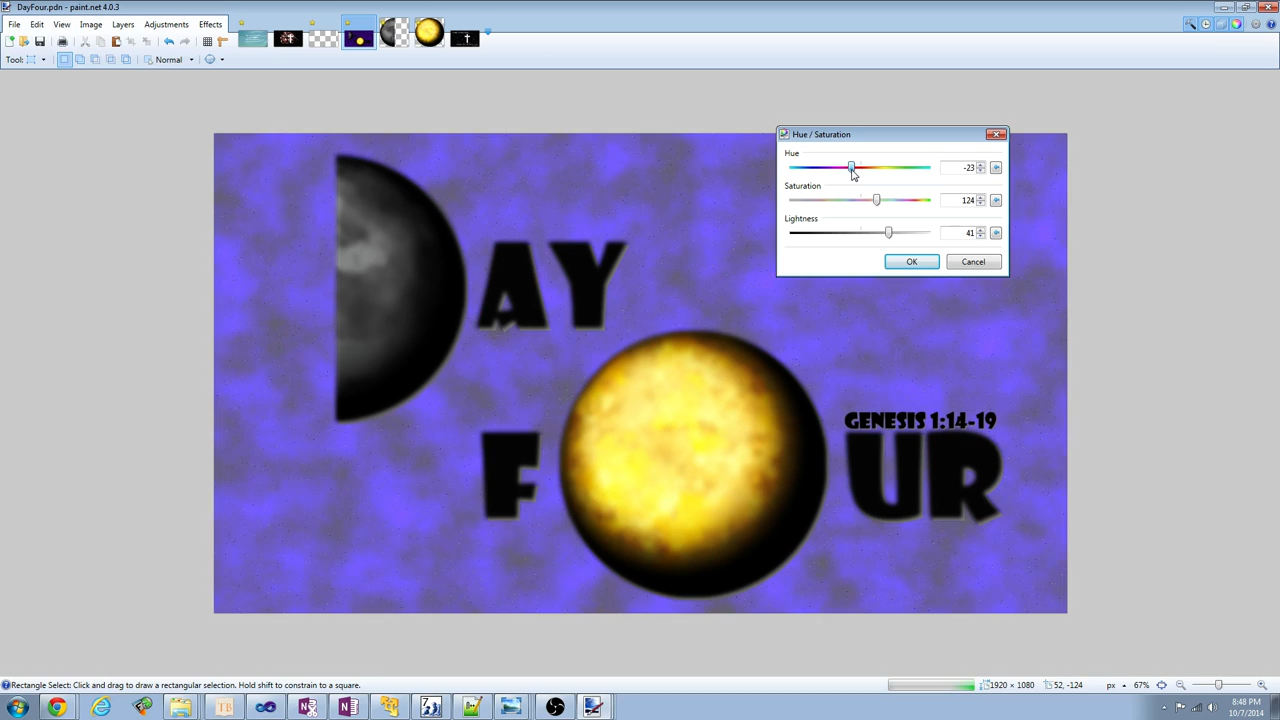 DayFour.pdn - paint.net 4.0.3
File Edit View Image Layers Adjustments Effects
Tool: Normal
Hue / Saturation
Hue
-23
Saturation
124
Lightness
41
OK Cancel
AY
GENESIS 1:14-19
F UR
Rectangle Select: Click and drag to draw a rectangular selection. Hold shift to constrain to a square.
1920 × 1080 52, -124 px 67%
TB
8:48 PM
10/7/2014